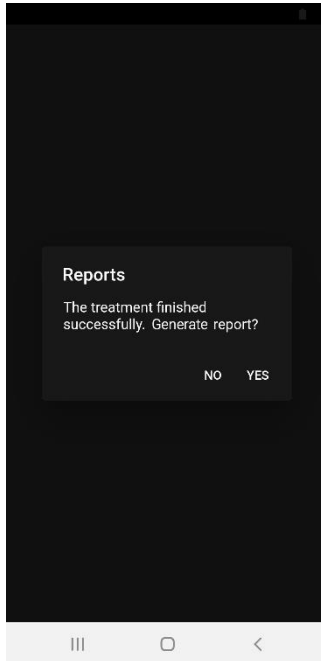 Reports
The treatment finished
successfully. Generate report?
NO YES